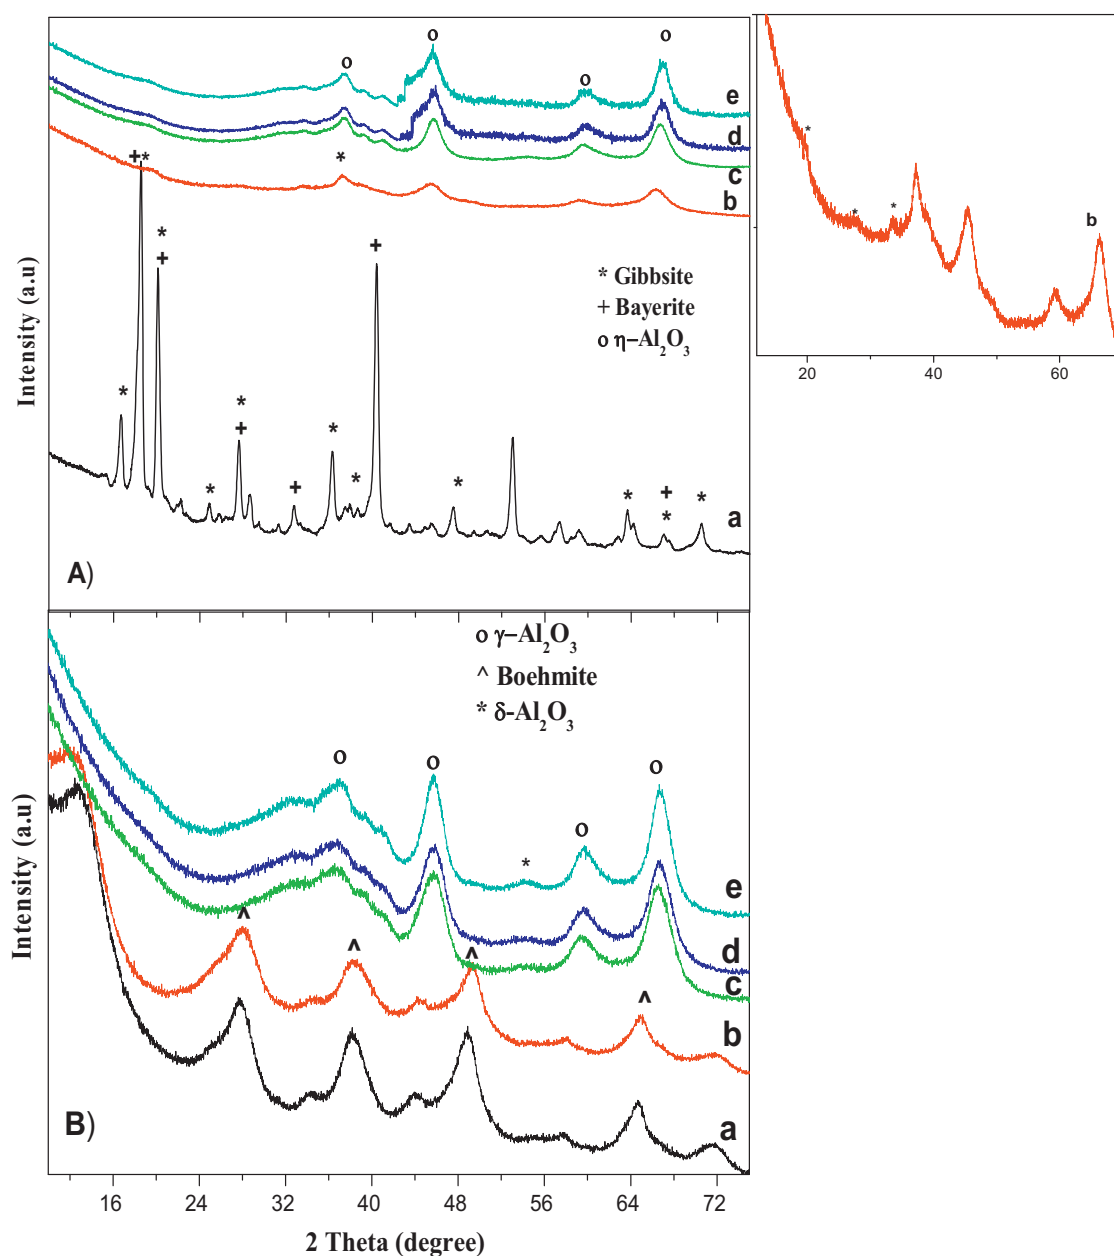 Intensity (a.u)
o
o
o
o
e
d
c
b
+*
*
*
+
+
* Gibbsite
+ Bayerite
o η−Al₂O₃
*
*
+
*
*
*
+
*
*
*
+
*
*
a
A)
*
*
*
b
20
40
60
Intensity (a.u)
o γ−Al₂O₃
^ Boehmite
* δ-Al₂O₃
o
o
o
o
*
e
d
c
^
^
^
^
b
a
B)
16
24
32
40
48
56
64
72
2 Theta (degree)